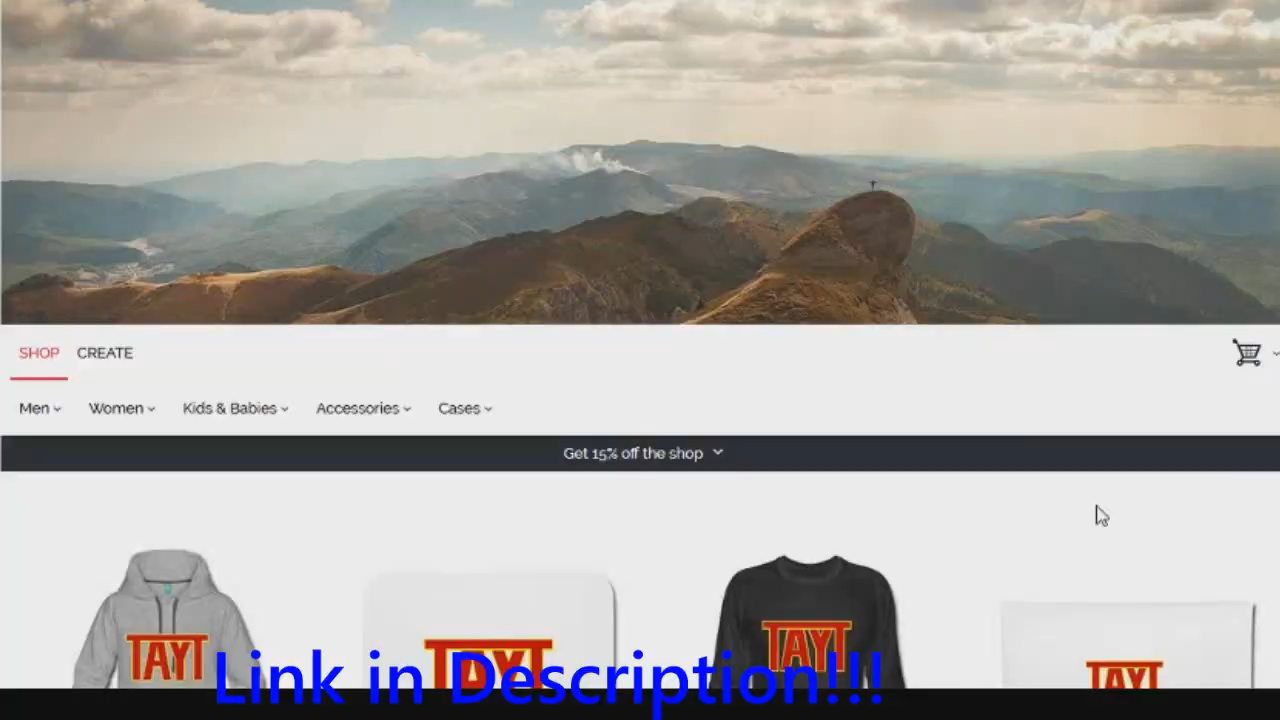 SHOP CREATE
Men Women Kids & Babies Accessories Cases
Get 15% off the shop
TAYT TAYT TAYT TAYT
Link in Description!!!